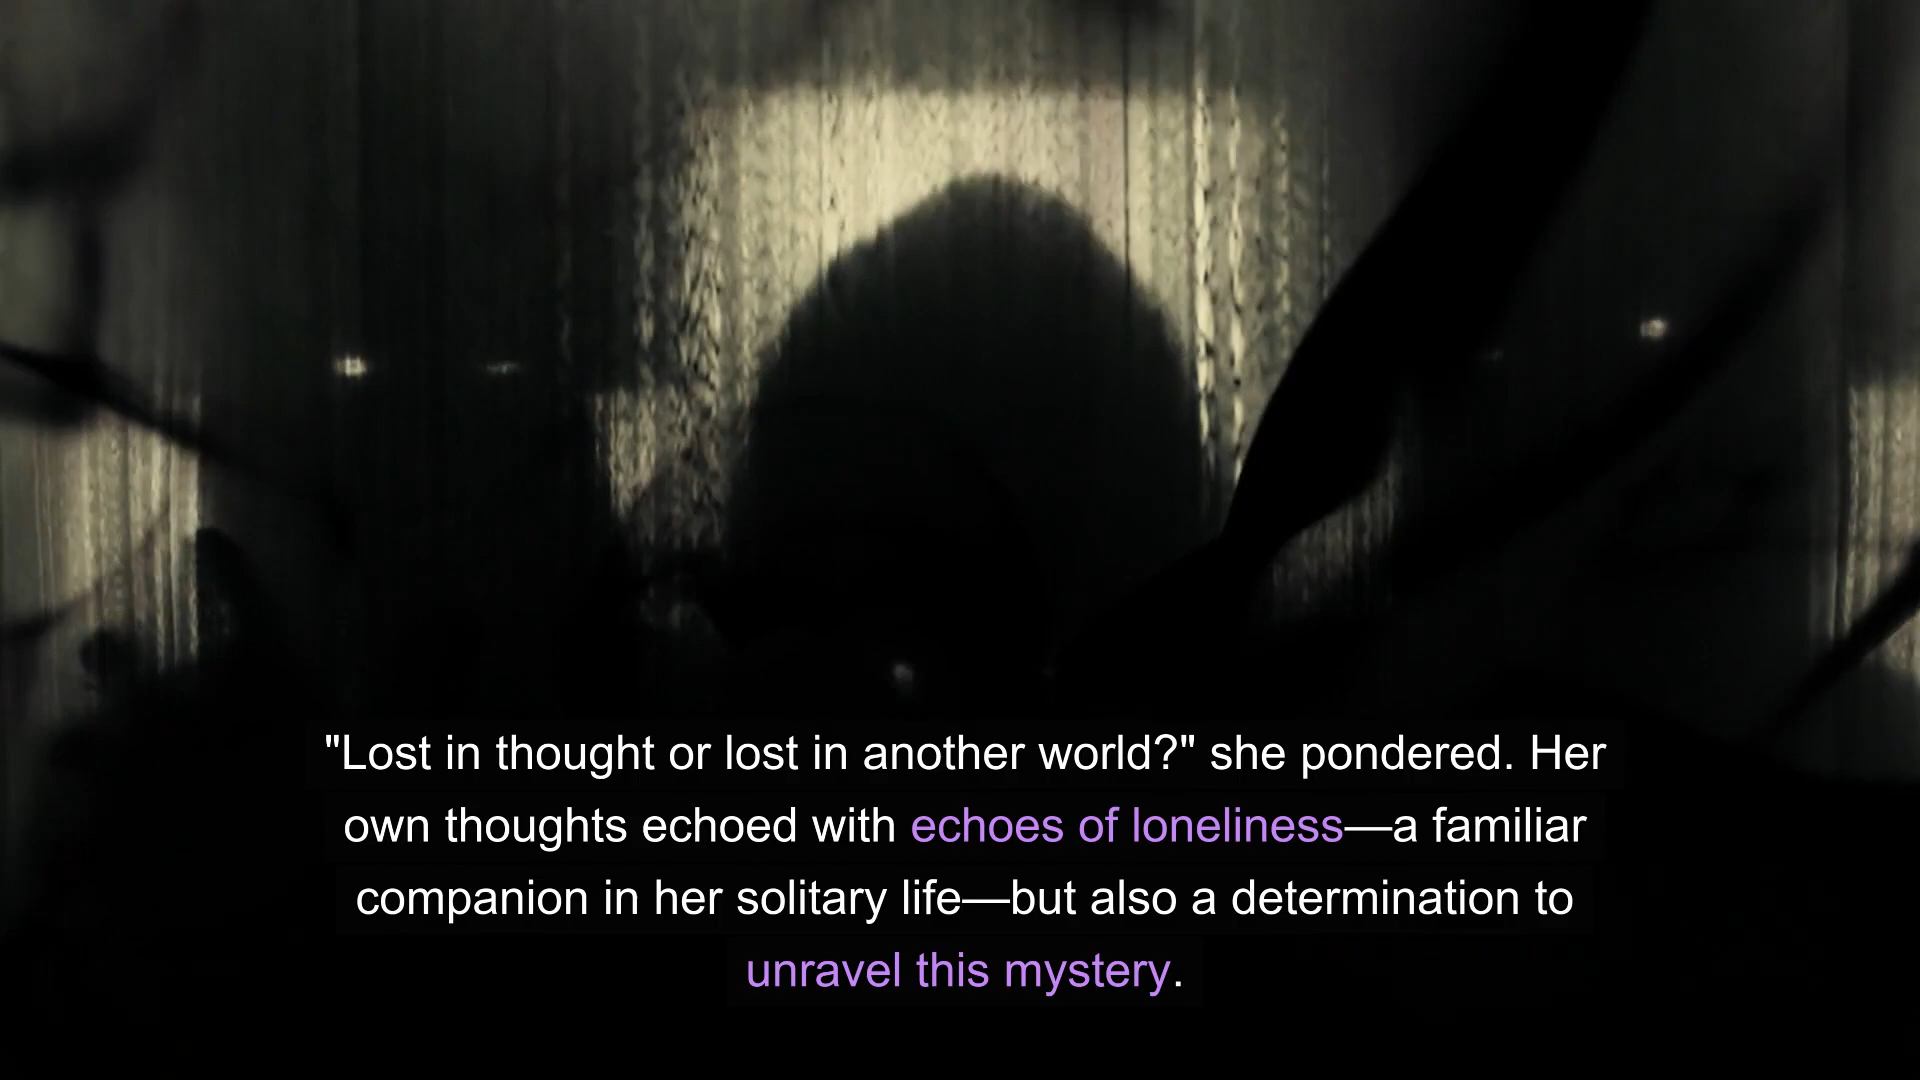 "Lost in thought or lost in another world?" she pondered. Her
own thoughts echoed with echoes of loneliness—a familiar
companion in her solitary life—but also a determination to
unravel this mystery.